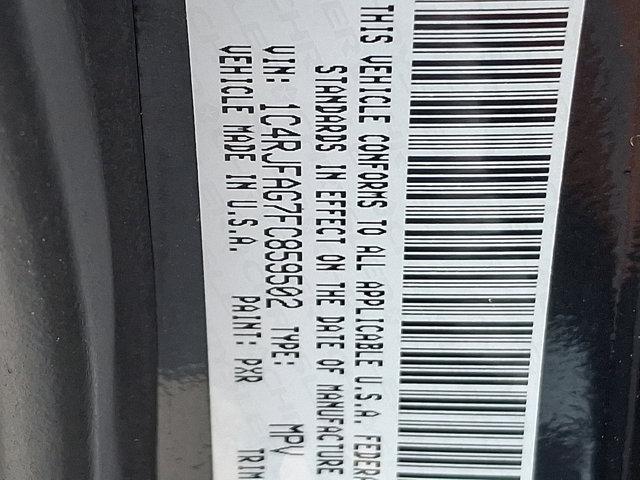 THIS VEHICLE CONFORMS TO ALL APPLICABLE U.S.A. FEDERA
STANDARDS IN EFFECT ON THE DATE OF MANUFACTURE
VIN: 1C4RJFAG7FC859502 TYPE: MPV
VEHICLE MADE IN U.S.A. PAINT: PXR TRIM